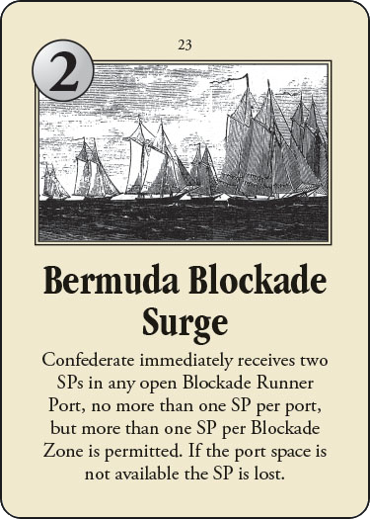 23
2
Bermuda Blockade
Surge
Confederate immediately receives two
SPs in any open Blockade Runner
Port, no more than one SP per port,
but more than one SP per Blockade
Zone is permitted. If the port space is
not available the SP is lost.